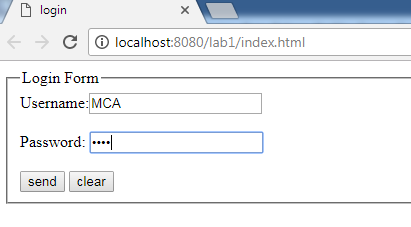 login
localhost:8080/lab1/index.html
Login Form
Username:MCA
Password: ••••
send clear